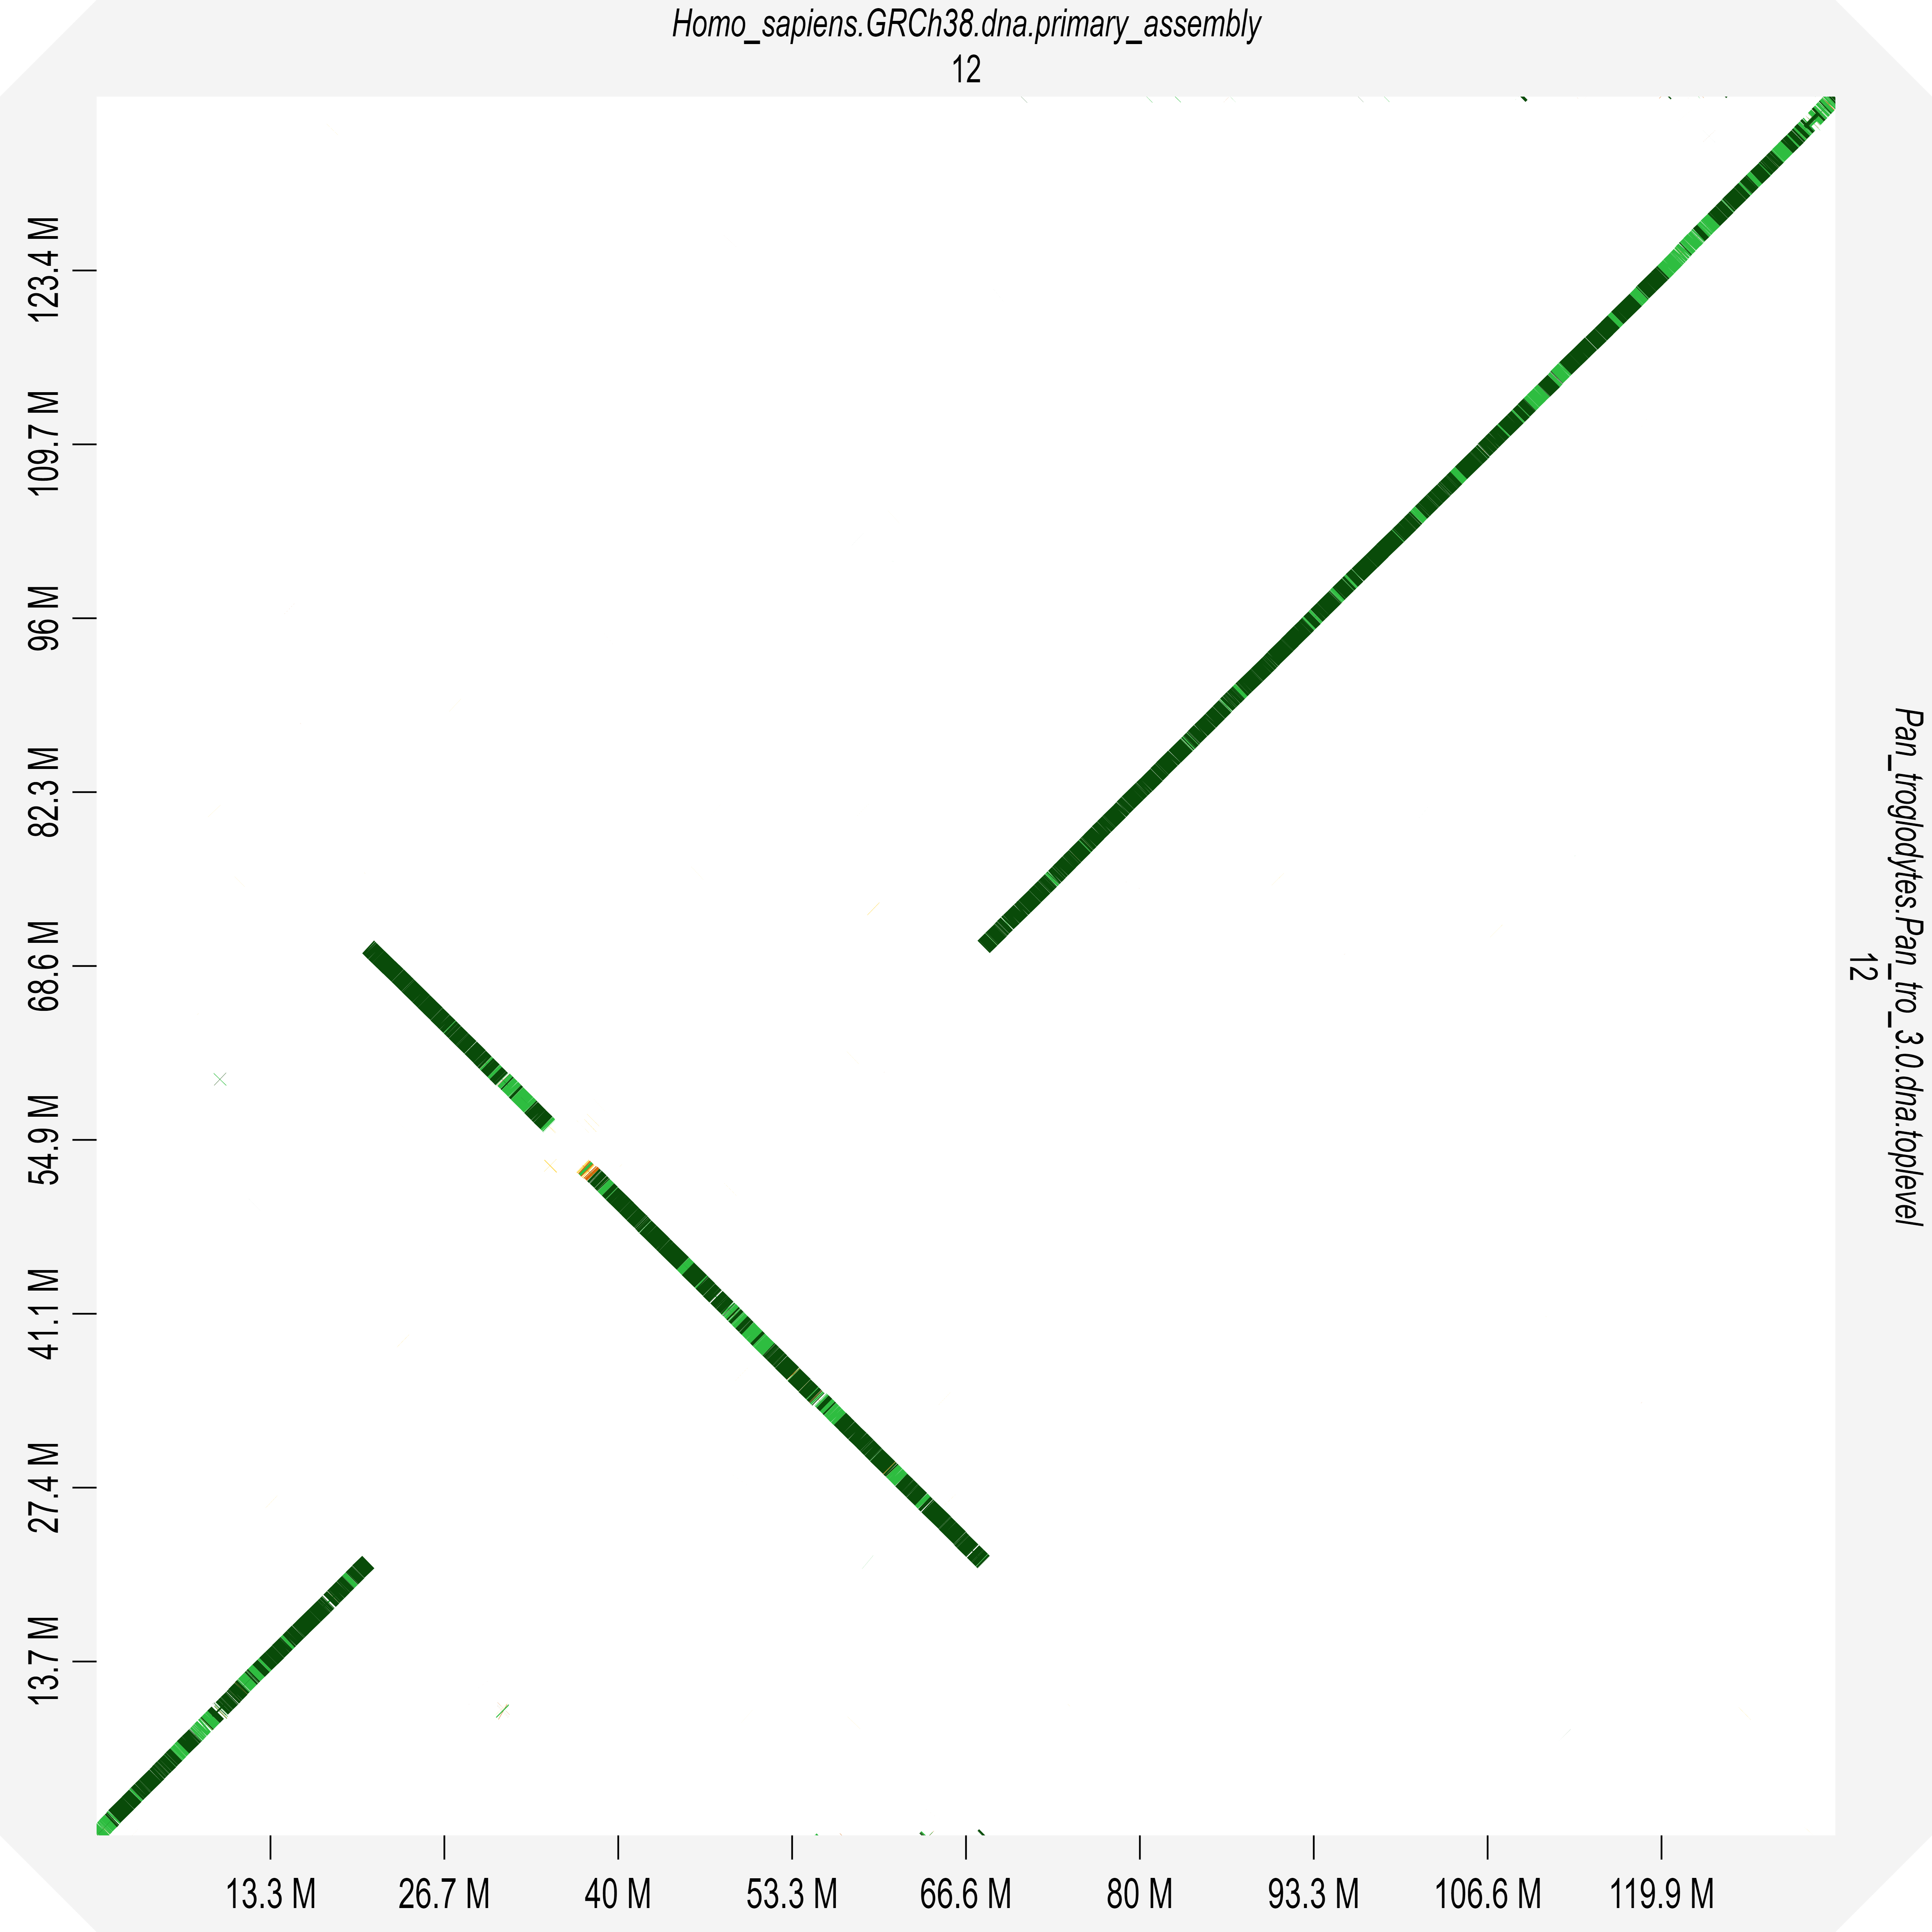 Homo_sapiens.GRCh38.dna.primary_assembly
12
123.4 M
109.7 M
96 M
82.3 M
68.6 M
54.9 M
41.1 M
27.4 M
13.7 M
Pan_troglodytes.Pan_tro_3.0.dna.toplevel
12
13.3 M
26.7 M
40 M
53.3 M
66.6 M
80 M
93.3 M
106.6 M
119.9 M